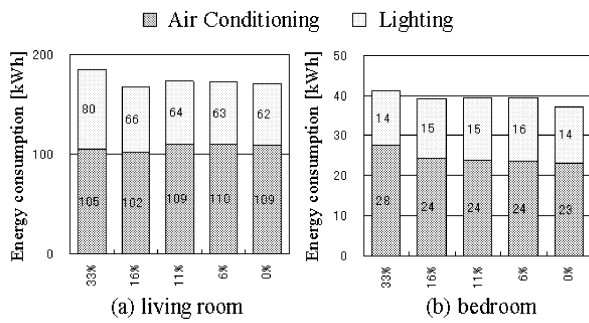 Air Conditioning Lighting
Energy consumption [kWh]
200
100
0
80 66 64 63 62
105 102 109 110 109
33% 16% 11% 6% 0%
(a) living room
Energy consumption [kWh]
50
40
30
20
10
0
14 15 15 16 14
28 24 24 24 23
33% 16% 11% 6% 0%
(b) bedroom